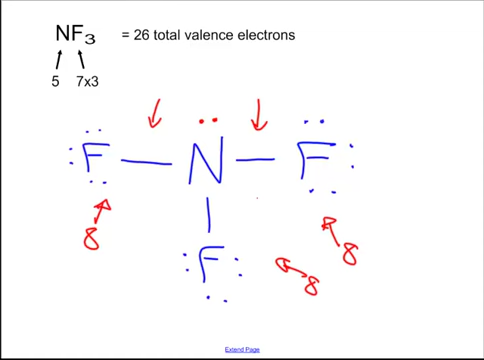 NF3 = 26 total valence electrons
5 7x3
F N F
8
F
8
8
Extend Page